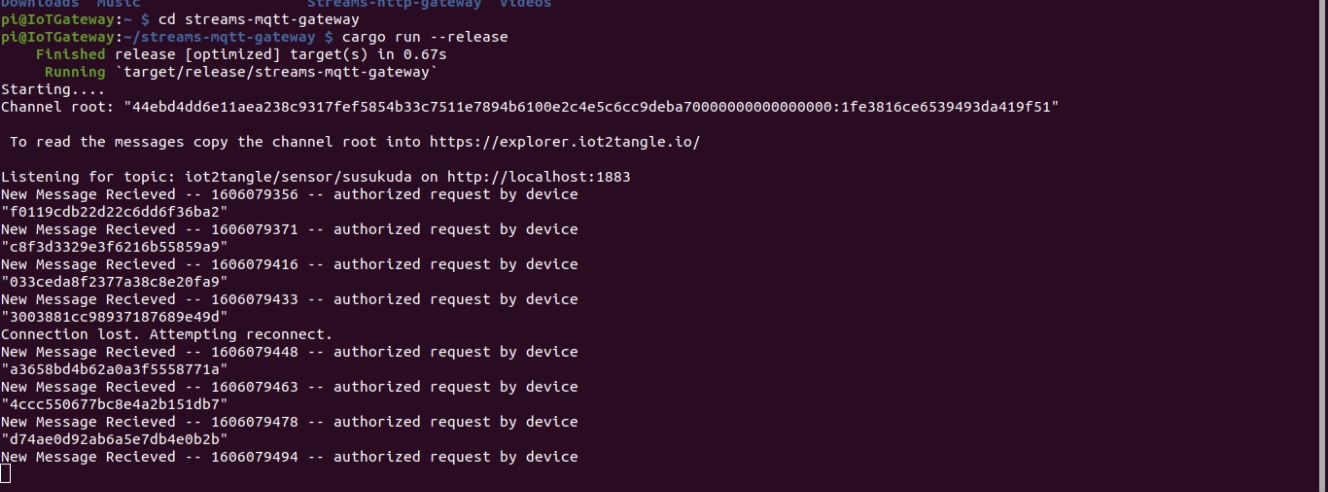 Downloads Music Streams-http-gateway Videos
pi@IoTGateway:~ $ cd streams-mqtt-gateway
pi@IoTGateway:~/streams-mqtt-gateway $ cargo run --release
Finished release [optimized] target(s) in 0.67s
Running `target/release/streams-mqtt-gateway`
Starting....
Channel root: "44ebd4dd6e11aea238c9317fef5854b33c7511e7894b6100e2c4e5c6cc9deba70000000000000000:1fe3816ce6539493da419f51"
To read the messages copy the channel root into https://explorer.iot2tangle.io/
Listening for topic: iot2tangle/sensor/susukuda on http://localhost:1883
New Message Recieved -- 1606079356 -- authorized request by device
"f0119cdb22d22c6dd6f36ba2"
New Message Recieved -- 1606079371 -- authorized request by device
"c8f3d3329e3f6216b55859a9"
New Message Recieved -- 1606079416 -- authorized request by device
"033ceda8f2377a38c8e20fa9"
New Message Recieved -- 1606079433 -- authorized request by device
"3003881cc98937187689e49d"
Connection lost. Attempting reconnect.
New Message Recieved -- 1606079448 -- authorized request by device
"a3658bd4b62a0a3f5558771a"
New Message Recieved -- 1606079463 -- authorized request by device
"4ccc550677bc8e4a2b151db7"
New Message Recieved -- 1606079478 -- authorized request by device
"d74ae0d92ab6a5e7db4e0b2b"
New Message Recieved -- 1606079494 -- authorized request by device